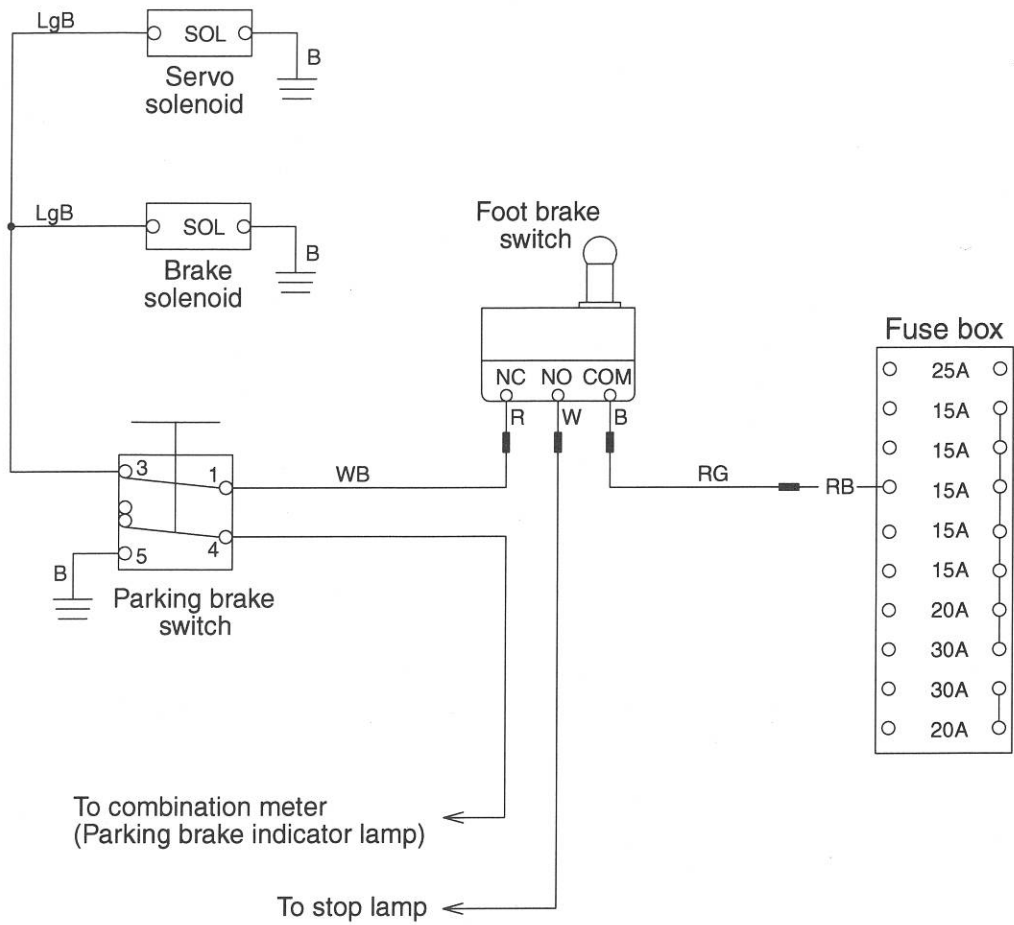 LgB
SOL
B
Servo
solenoid
LgB
SOL
B
Brake
solenoid
Foot brake
switch
NC NO COM
R W B
Fuse box
25A
15A
15A
15A
15A
15A
20A
30A
30A
20A
RG
RB
WB
3
1
4
5
B
Parking brake
switch
To combination meter
(Parking brake indicator lamp)
To stop lamp